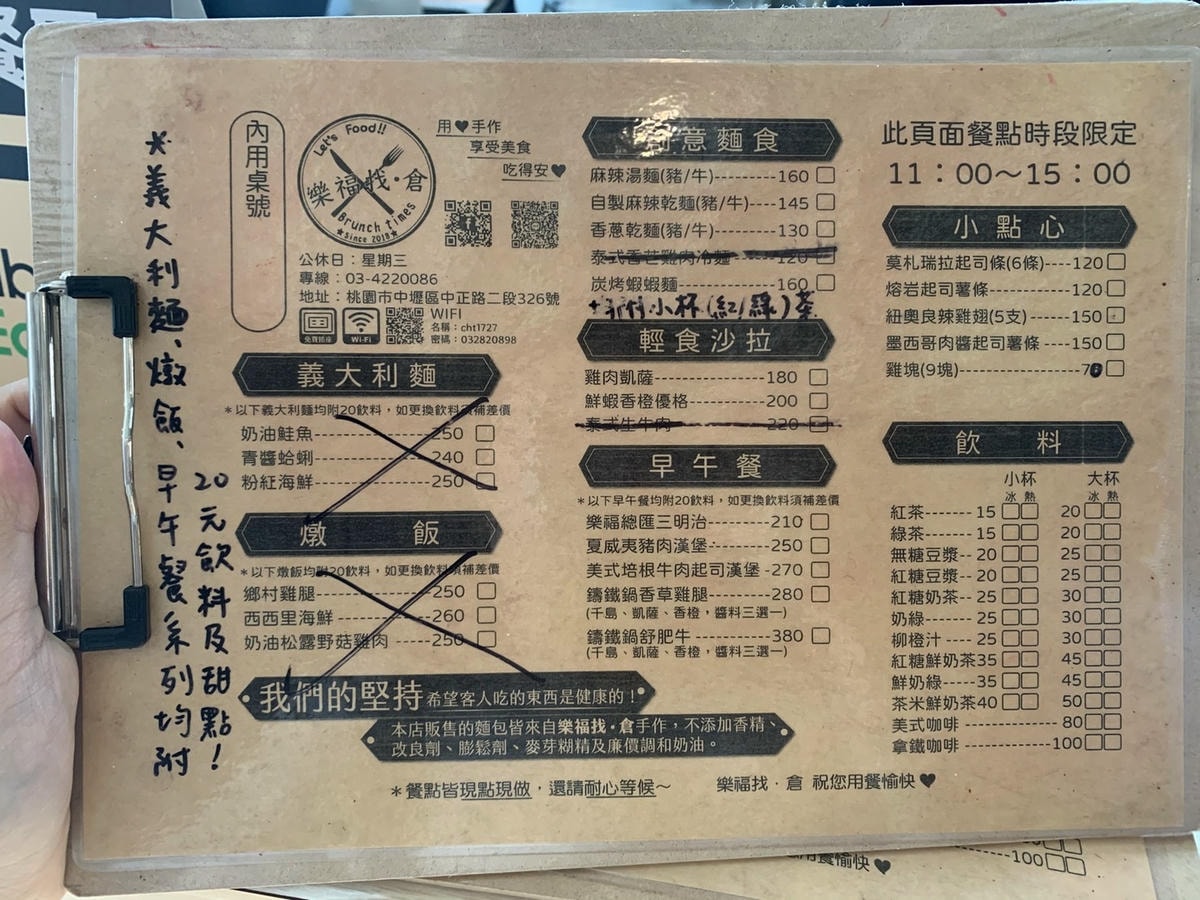 ＊義大利麵、燉飯、早午餐系列均附
20元飲料及甜點！
內用桌號
Let's Food!!
樂福找·倉
Brunch Times
★since 2018★
用♥手作
享受美食
吃得安♥
公休日：星期三
專線：03-4220086
地址：桃園市中壢區中正路二段326號
免費插座
Wi-Fi
WIFI
名稱：cht1727
密碼：032820898
義大利麵
＊以下義大利麵均附20飲料，如更換飲料須補差價
奶油鮭魚--------------250
青醬蛤蜊--------------240
粉紅海鮮--------------250
燉 飯
＊以下燉飯均附20飲料，如更換飲料須補差價
鄉村雞腿--------------250
西西里海鮮------------260
奶油松露野菇雞肉------250
我們的堅持 希望客人吃的東西是健康的！
本店販售的麵包皆來自樂福找·倉手作，不添加香精、
改良劑、膨鬆劑、麥芽糊精及廉價調和奶油。
意麵食
麻辣湯麵(豬/牛)--------160
自製麻辣乾麵(豬/牛)----145
香蔥乾麵(豬/牛)--------130
泰式香芒雞肉冷麵------120
炭烤蝦蝦麵------------160
+附小杯(紅/綠)茶
輕食沙拉
雞肉凱薩--------------180
鮮蝦香橙優格----------200
泰式生牛肉------------220
早午餐
＊以下早午餐均附20飲料，如更換飲料須補差價
樂福總匯三明治--------210
夏威夷豬肉漢堡--------250
美式培根牛肉起司漢堡 -270
鑄鐵鍋香草雞腿--------280
(千島、凱薩、香橙，醬料三選一)
鑄鐵鍋舒肥牛----------380
(千島、凱薩、香橙，醬料三選一)
此頁面餐點時段限定
11：00～15：00
小點心
莫札瑞拉起司條(6條)----120
熔岩起司薯條----------120
紐奧良辣雞翅(5支)-----150
墨西哥肉醬起司薯條----150
雞塊(9塊)--------------70
飲 料
小杯 大杯
冰 熱 冰 熱
紅茶------- 15 20
綠茶------- 15 20
無糖豆漿-- 20 25
紅糖豆漿-- 20 25
紅糖奶茶-- 25 30
奶綠------- 25 30
柳橙汁 ---- 25 30
紅糖鮮奶茶35 45
鮮奶綠----- 35 45
茶米鮮奶茶40 50
美式咖啡 -------------- 80
拿鐵咖啡 --------------100
＊餐點皆現點現做，還請耐心等候～ 樂福找·倉 祝您用餐愉快♥
100
用餐愉快♥